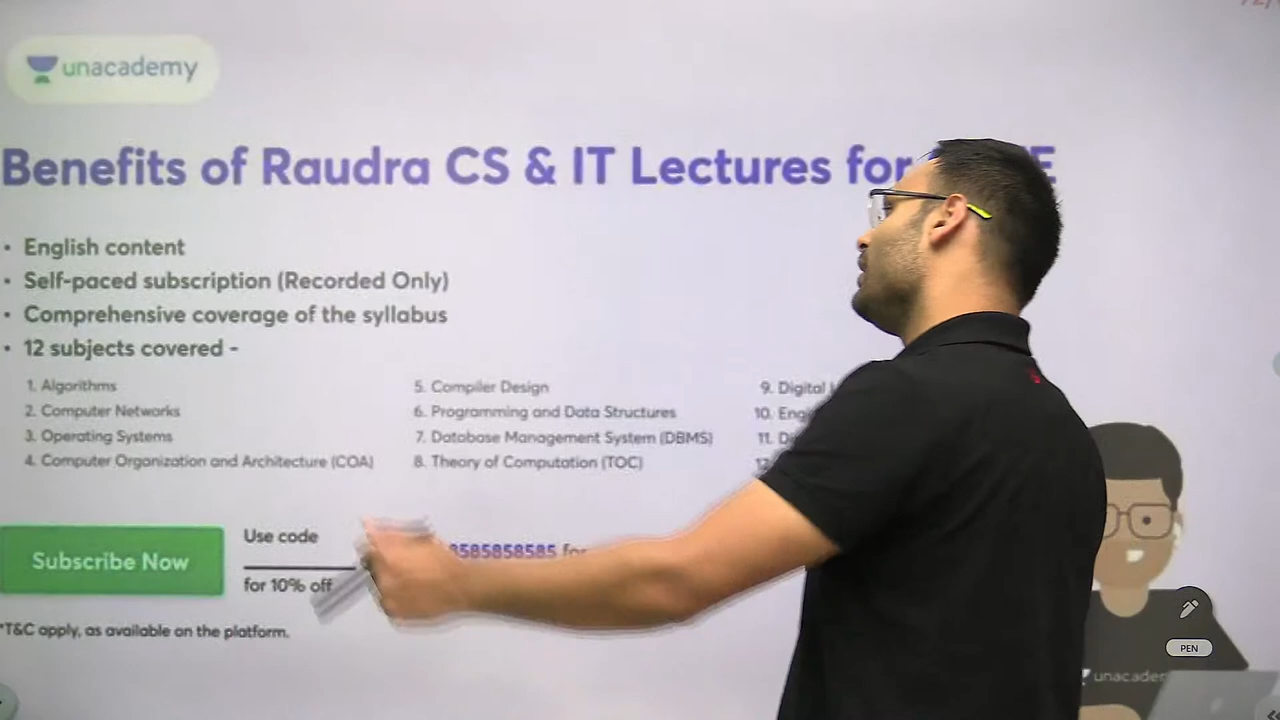 unacademy
Benefits of Raudra CS & IT Lectures for
• English content
• Self-paced subscription (Recorded Only)
• Comprehensive coverage of the syllabus
• 12 subjects covered -
1. Algorithms
2. Computer Networks
3. Operating Systems
4. Computer Organization and Architecture (COA)
5. Compiler Design
6. Programming and Data Structures
7. Database Management System (DBMS)
8. Theory of Computation (TOC)
9. Digital
10.
11.
12
Subscribe Now
Use code
for 10% off
8585858585 for
*T&C apply, as available on the platform.
PEN
unacadem